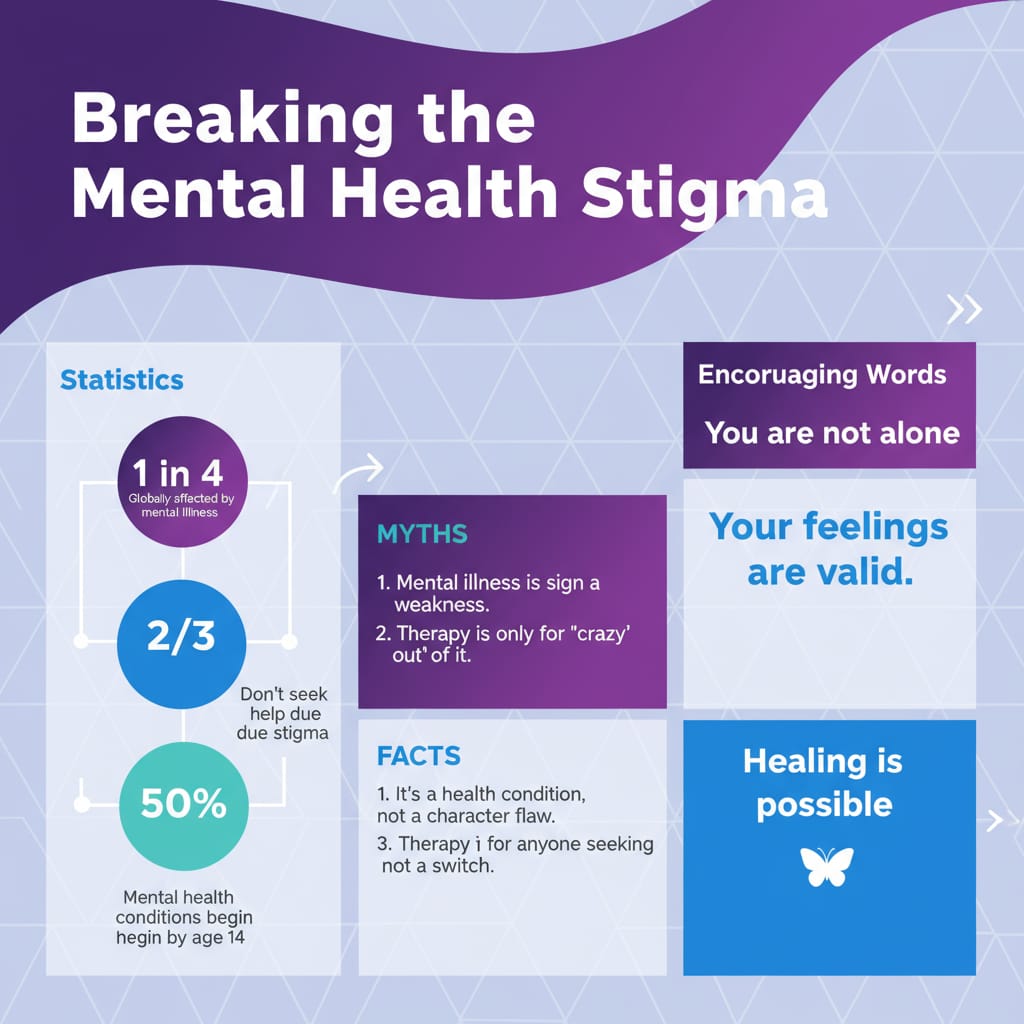 Breaking the
Mental Health Stigma
Statistics
1 in 4
Globally affected by
mental Illness
2/3
Don't seek
help due
due stigma
50%
Mental health
conditions begin
hegin by age 14
MYTHS
1. Mental illness is sign a
weakness.
2. Therapy is only for "crazy'
out" of it.
FACTS
1. It's a health condition,
not a character flaw.
3. Therapy i for anyone seeking
not a switch.
Encoruaging Words
You are not alone
Your feelings
are valid.
Healing is
possible